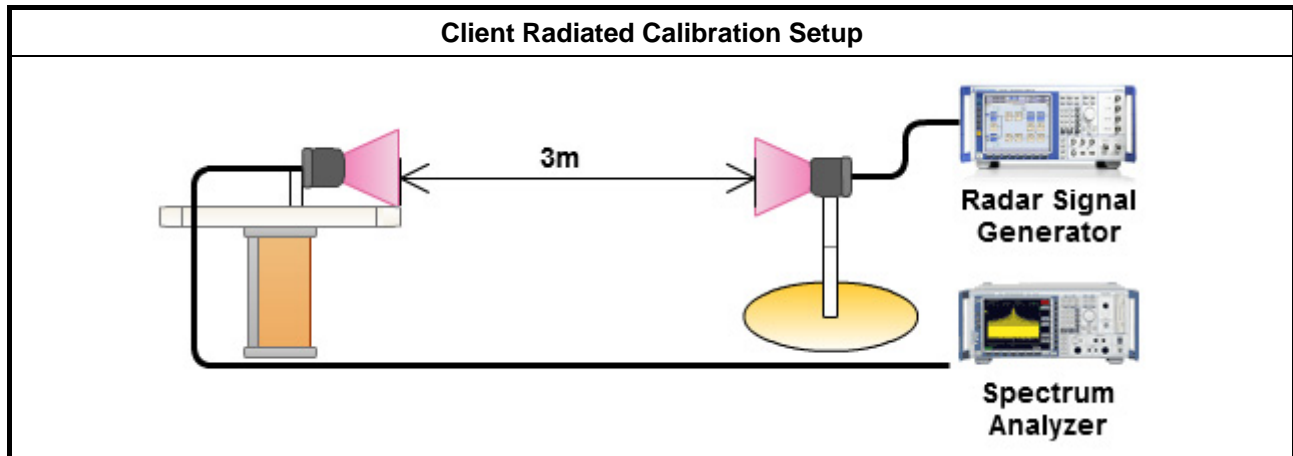 Client Radiated Calibration Setup
3m
Radar Signal
Generator
Spectrum
Analyzer